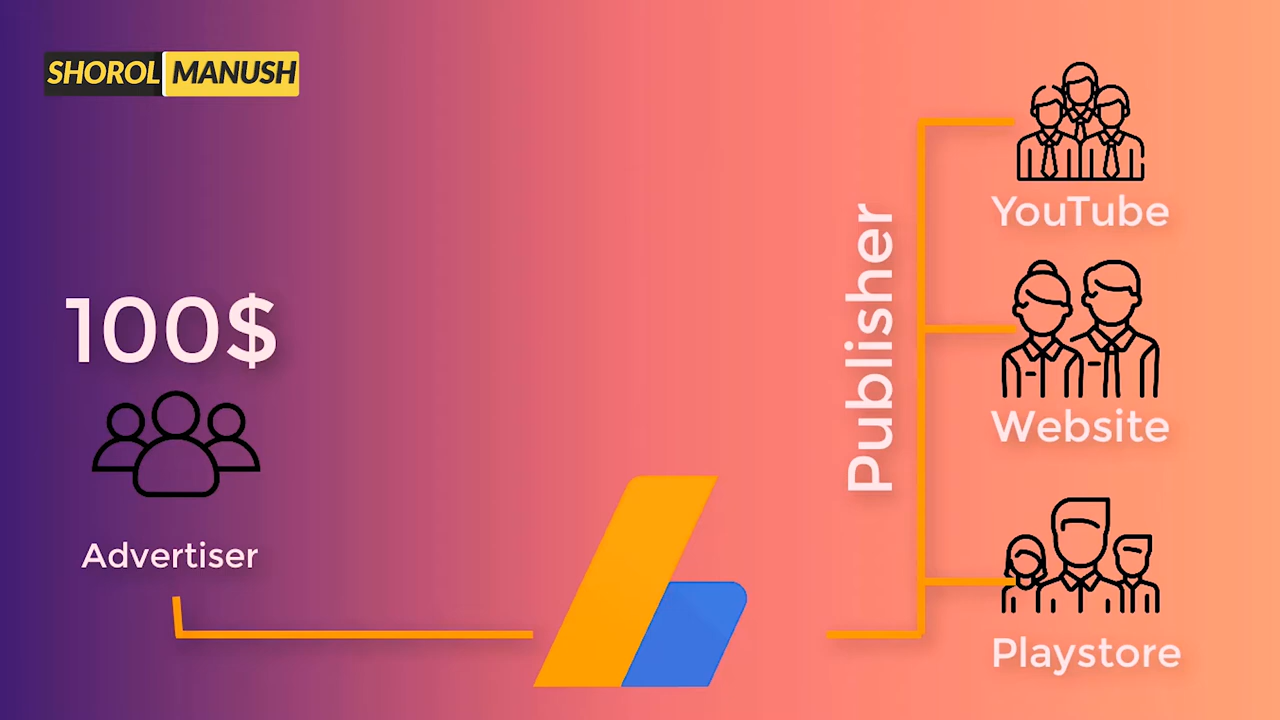 SHOROL MANUSH
100$
Advertiser
Publisher
YouTube
Website
Playstore